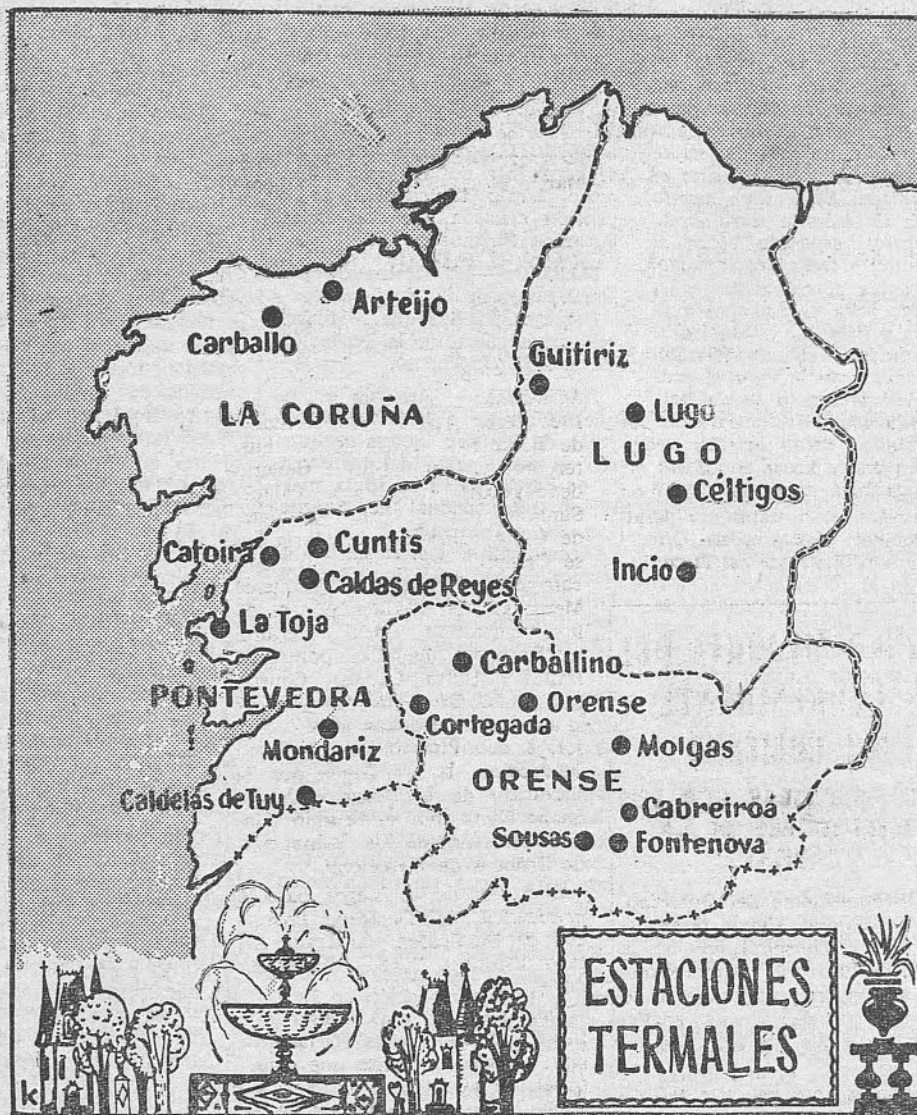 Arteijo
Carballo
Guitiriz
LA CORUÑA
Lugo
LUGO
Céltigos
Cuntis
Catoira
Incio
Caldas de Reyes
La Toja
Carballino
PONTEVEDRA
Orense
Cortegada
Mondariz
Molgas
ORENSE
Caldelas de Tuy
Cabreiroá
Sousas
Fontenova
ESTACIONES
TERMALES
k